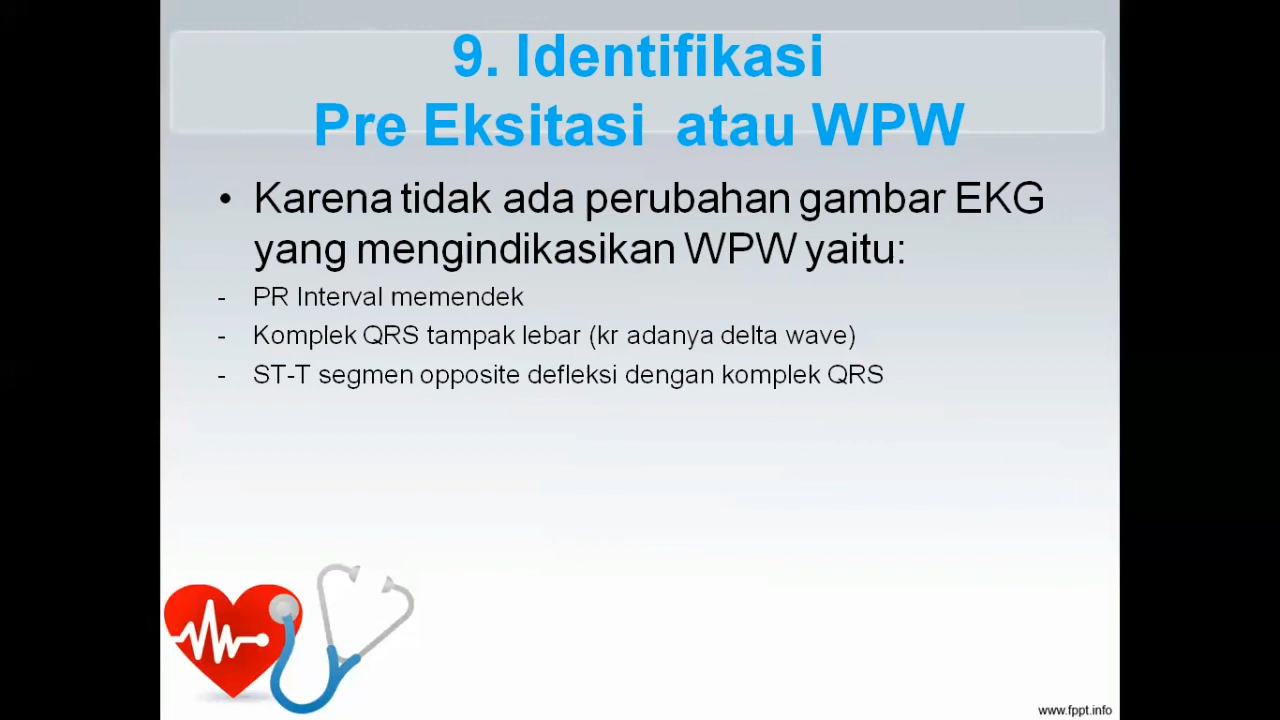 9. Identifikasi
Pre Eksitasi atau WPW
• Karena tidak ada perubahan gambar EKG
yang mengindikasikan WPW yaitu:
- PR Interval memendek
- Komplek QRS tampak lebar (kr adanya delta wave)
- ST-T segmen opposite defleksi dengan komplek QRS
www.fppt.info